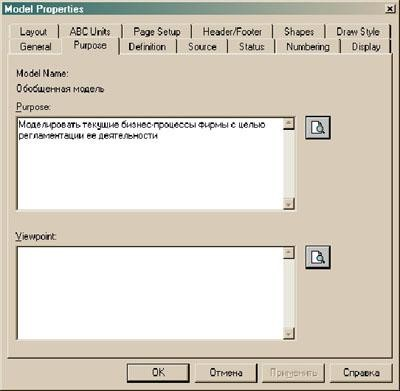 Model Properties
Layout ABC Units Page Setup Header/Footer Shapes Draw Style
General Purpose Definition Source Status Numbering Display
Model Name:
Обобщенная модель
Purpose:
Моделировать текущие бизнес-процессы фирмы с целью
регламентации ее деятельности
Viewpoint:
OK Отмена Применить Справка